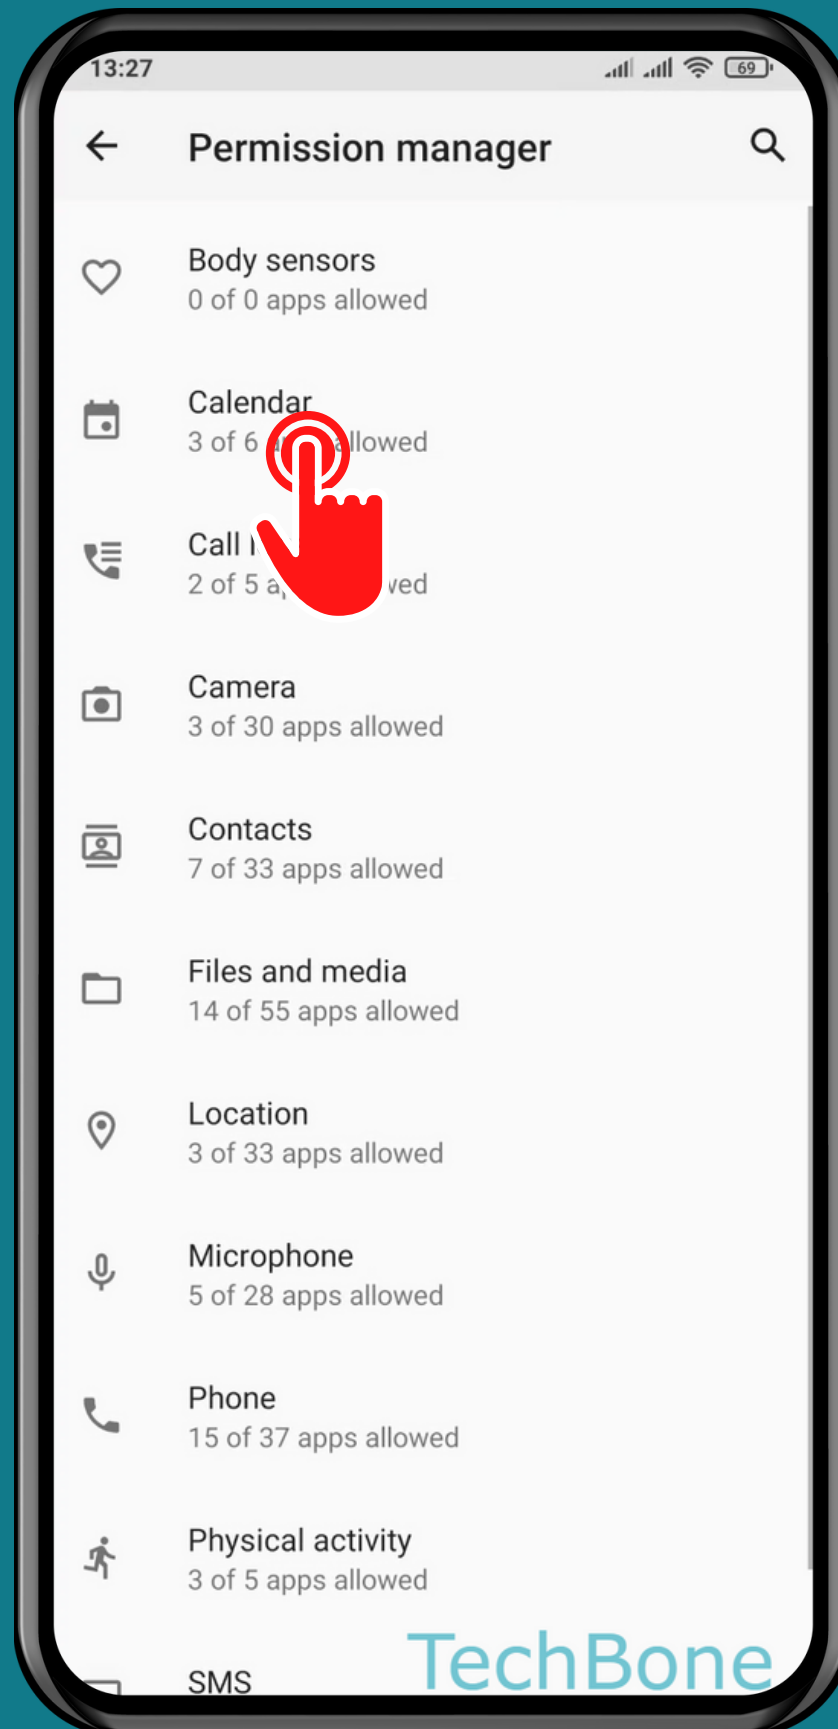 13:27
69
Permission manager
Body sensors
0 of 0 apps allowed
Calendar
3 of 6 allowed
Call
2 of 5
Camera
3 of 30 apps allowed
Contacts
7 of 33 apps allowed
Files and media
14 of 55 apps allowed
Location
3 of 33 apps allowed
Microphone
5 of 28 apps allowed
Phone
15 of 37 apps allowed
Physical activity
3 of 5 apps allowed
SMS
TechBone